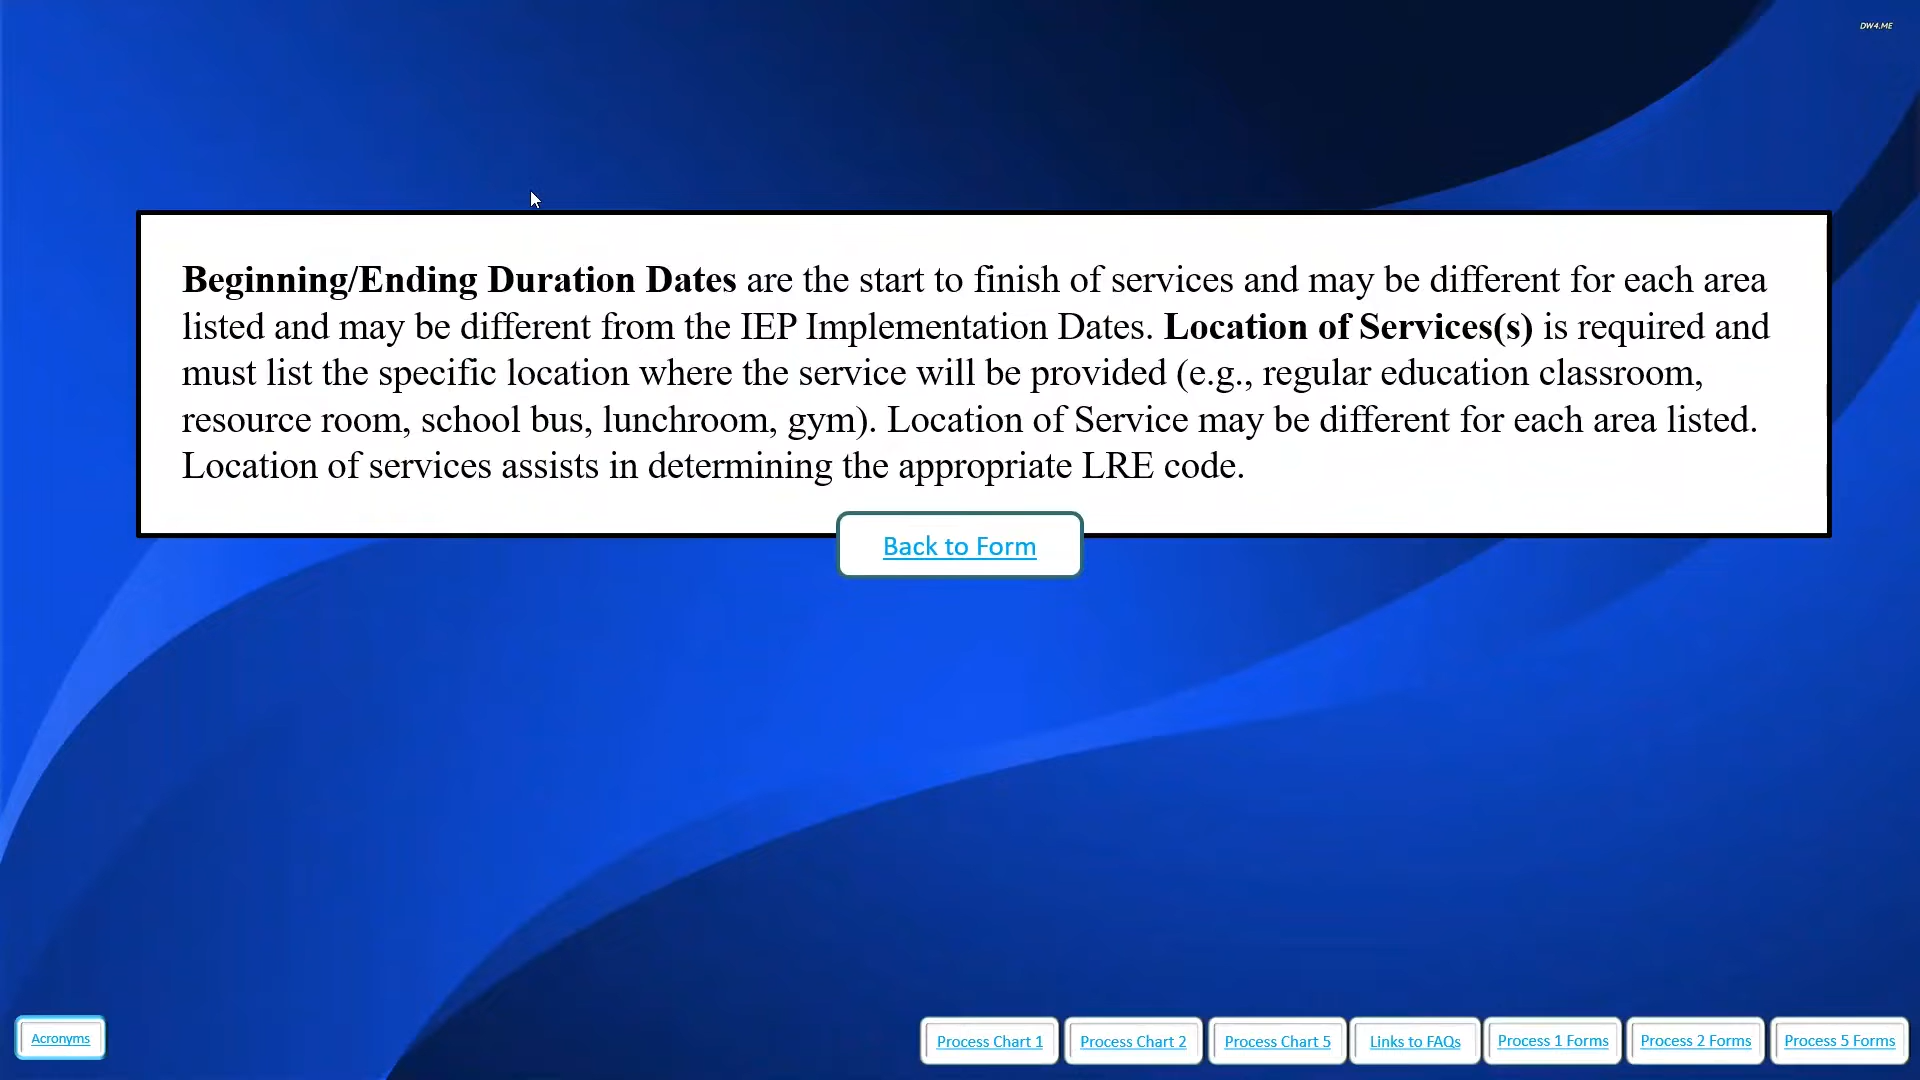 DW4.ME
Beginning/Ending Duration Dates are the start to finish of services and may be different for each area
listed and may be different from the IEP Implementation Dates. Location of Services(s) is required and
must list the specific location where the service will be provided (e.g., regular education classroom,
resource room, school bus, lunchroom, gym). Location of Service may be different for each area listed.
Location of services assists in determining the appropriate LRE code.
Back to Form
Acronyms
Process Chart 1
Process Chart 2
Process Chart 5
Links to FAQs
Process 1 Forms
Process 2 Forms
Process 5 Forms